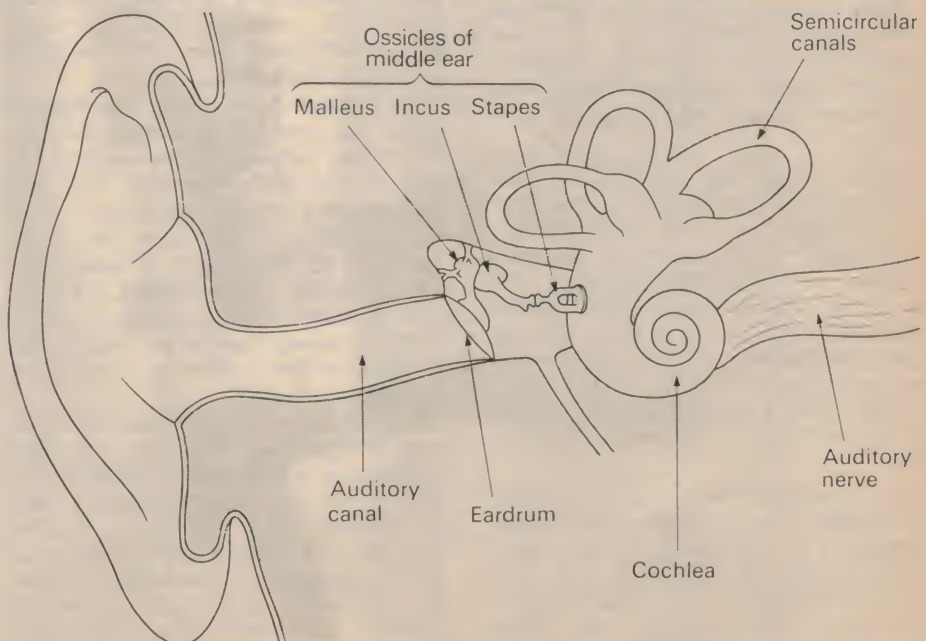 Ossicles of
middle ear
Malleus Incus Stapes
Semicircular
canals
Auditory
canal
Eardrum
Cochlea
Auditory
nerve